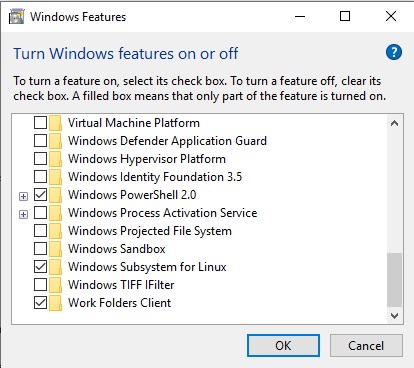 Windows Features
Turn Windows features on or off
To turn a feature on, select its check box. To turn a feature off, clear its
check box. A filled box means that only part of the feature is turned on.
Virtual Machine Platform
Windows Defender Application Guard
Windows Hypervisor Platform
Windows Identity Foundation 3.5
Windows PowerShell 2.0
Windows Process Activation Service
Windows Projected File System
Windows Sandbox
Windows Subsystem for Linux
Windows TIFF IFilter
Work Folders Client
OK Cancel